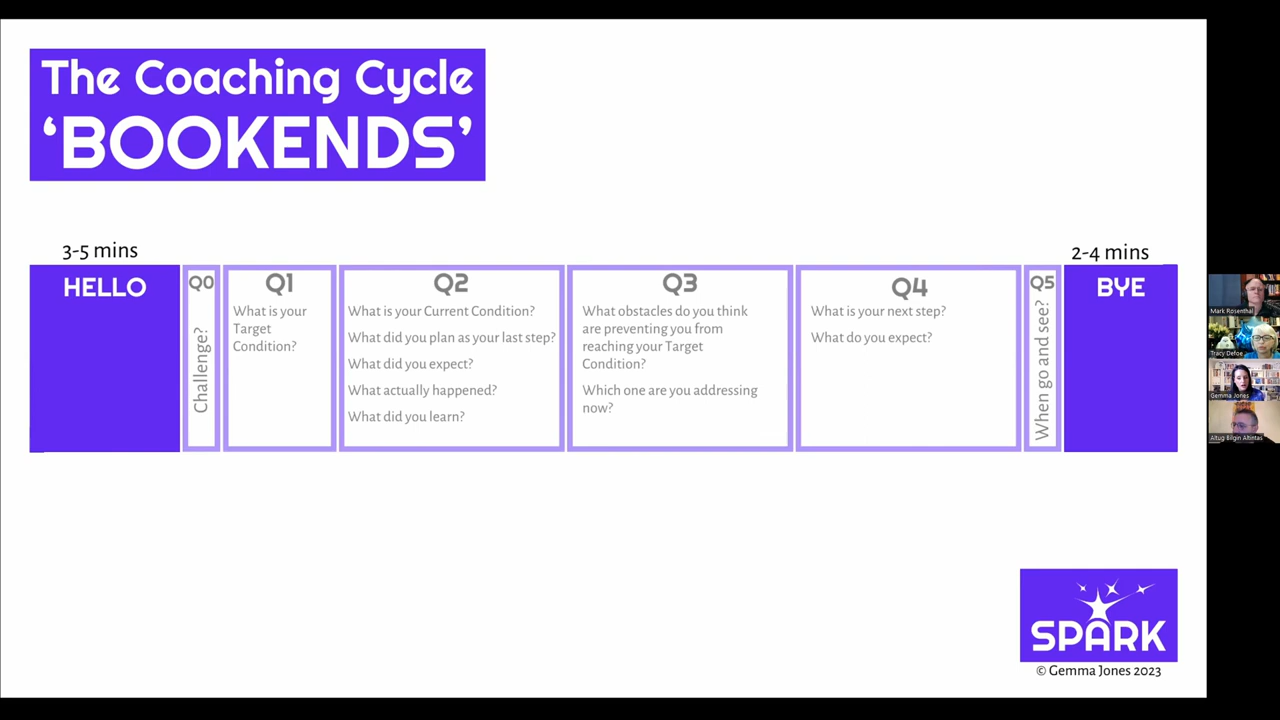 The Coaching Cycle
‘BOOKENDS’
3-5 mins
HELLO
Q0
Challenge?
Q1
What is your
Target
Condition?
Q2
What is your Current Condition?
What did you plan as your last step?
What did you expect?
What actually happened?
What did you learn?
Q3
What obstacles do you think
are preventing you from
reaching your Target
Condition?
Which one are you addressing
now?
Q4
What is your next step?
What do you expect?
Q5
When go and see?
2-4 mins
BYE
Mark Rosenthal
Tracy Defoe
Gemma Jones
Altug Bilgin Altintas
SPARK
© Gemma Jones 2023